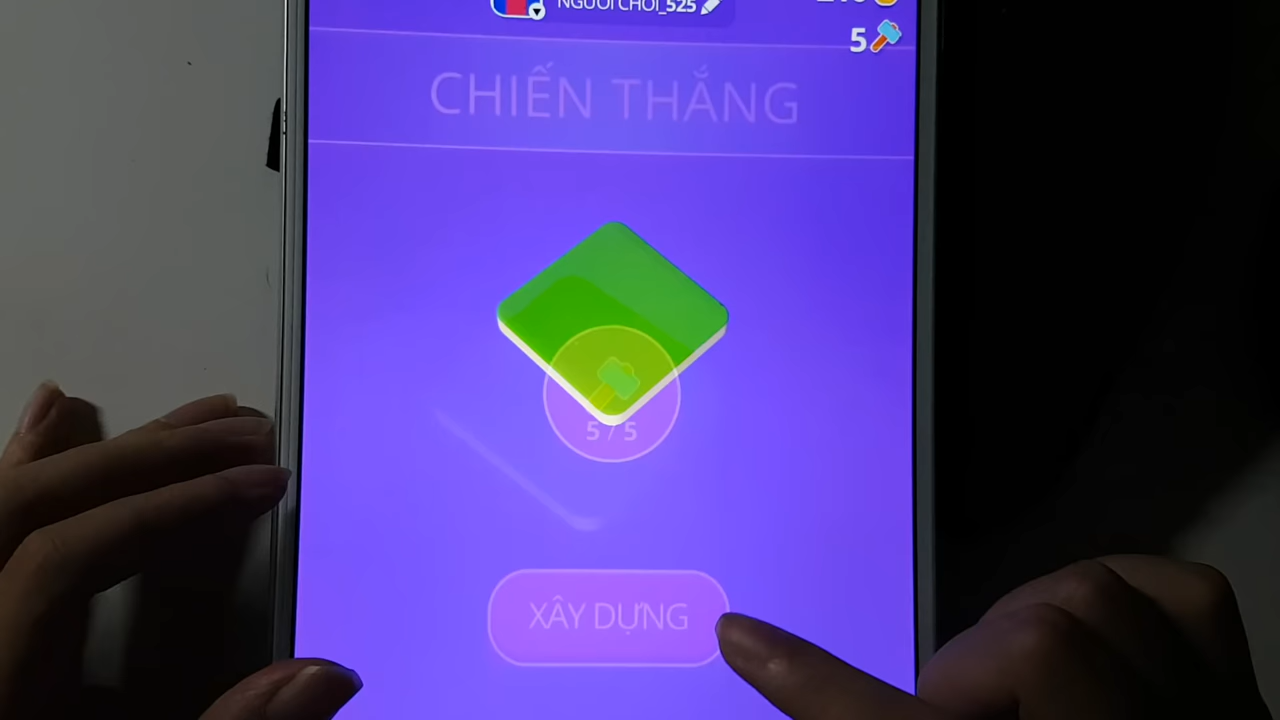 NGƯỜI CHƠI_525
5
CHIẾN THẮNG
5 / 5
XÂY DỰNG